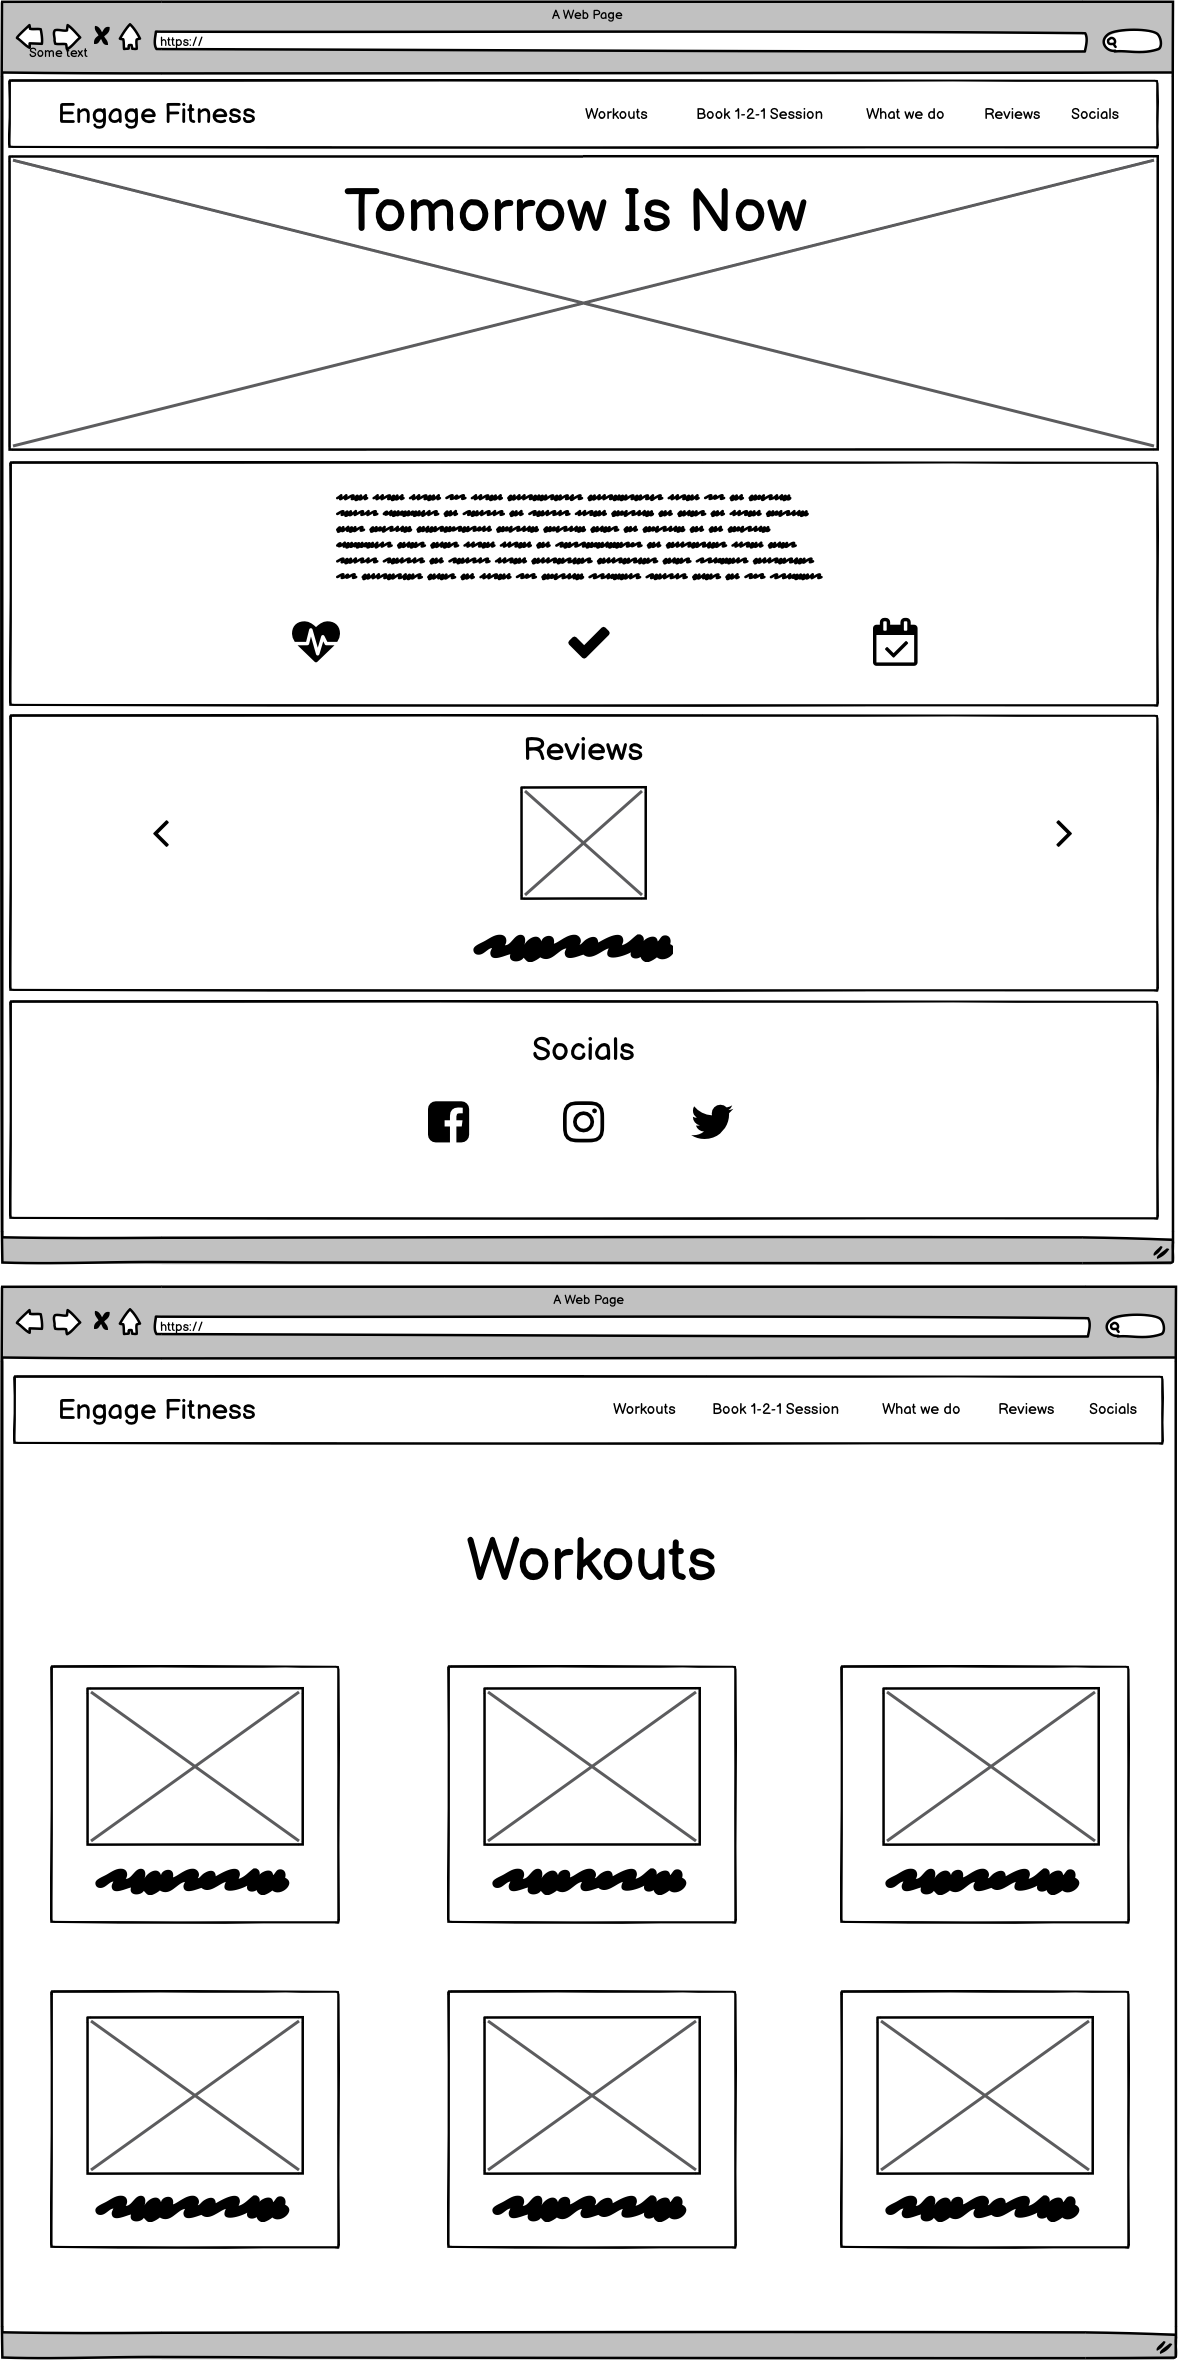 A Web Page
Some text
https://
Engage Fitness Workouts Book 1-2-1 Session What we do Reviews Socials
Tomorrow Is Now
Reviews
Socials
A Web Page
https://
Engage Fitness Workouts Book 1-2-1 Session What we do Reviews Socials
Workouts